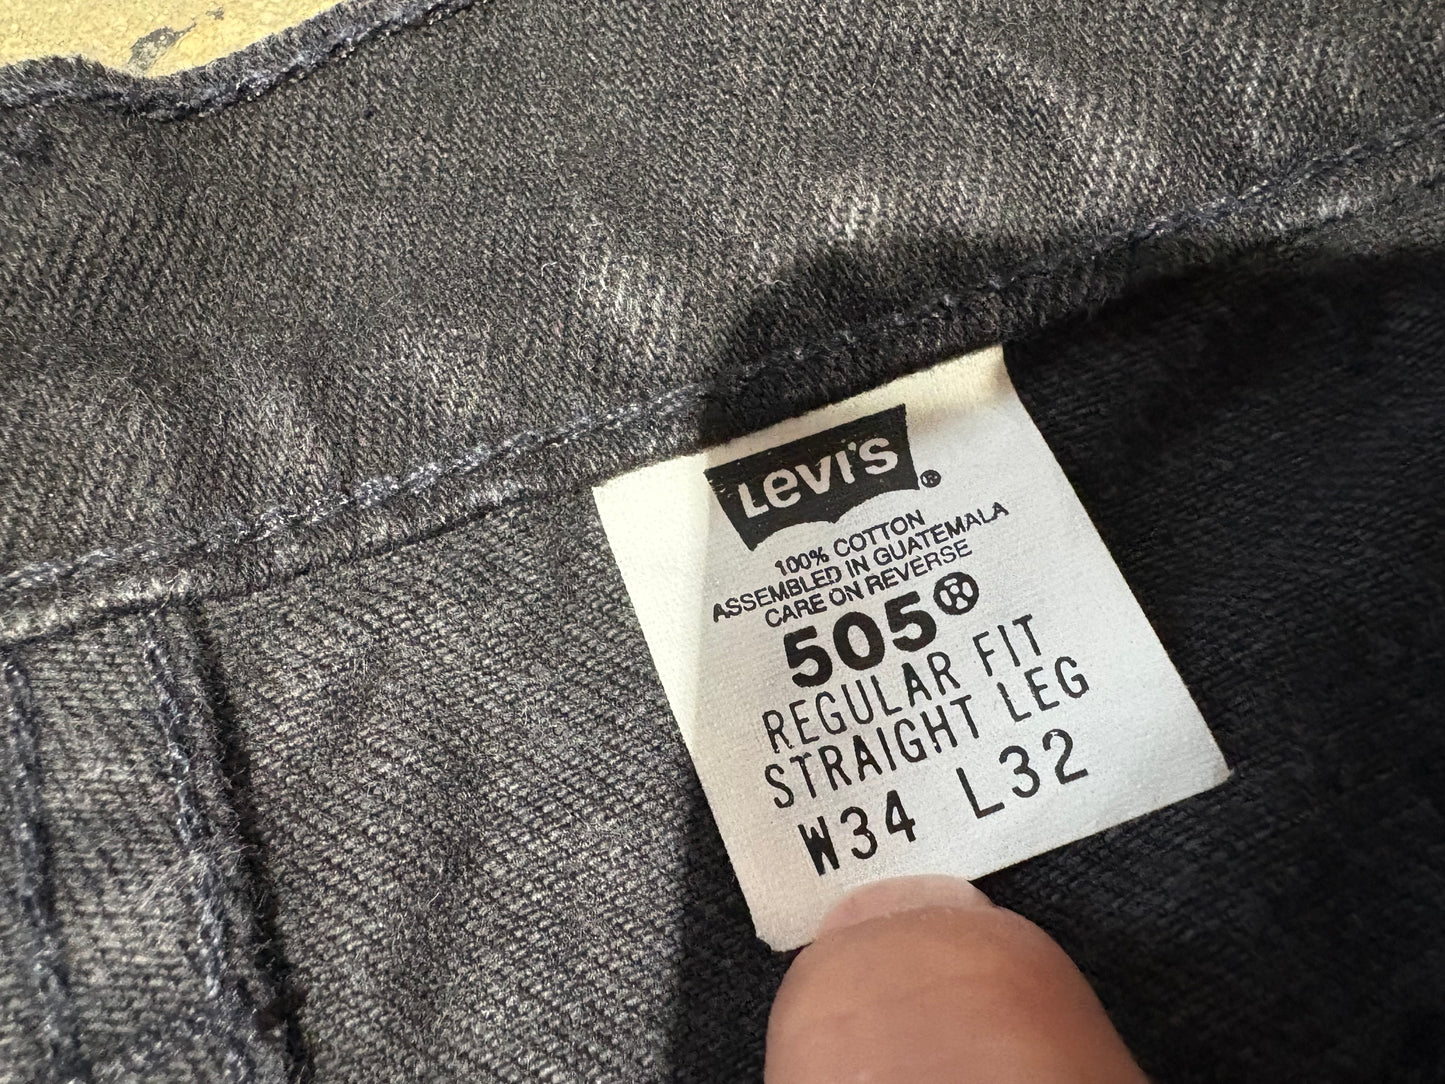 Levi's®
100% COTTON
ASSEMBLED IN GUATEMALA
CARE ON REVERSE
505®
REGULAR FIT
STRAIGHT LEG
W34 L32